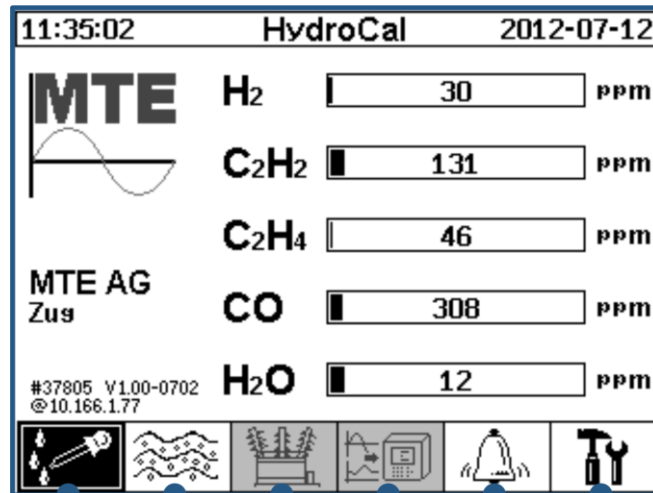 11:35:02 HydroCal 2012-07-12
MTE
H2 30 ppm
C2H2 131 ppm
C2H4 46 ppm
MTE AG
Zug
CO 308 ppm
#37805 V1.00-0702
@10.166.1.77
H2O 12 ppm